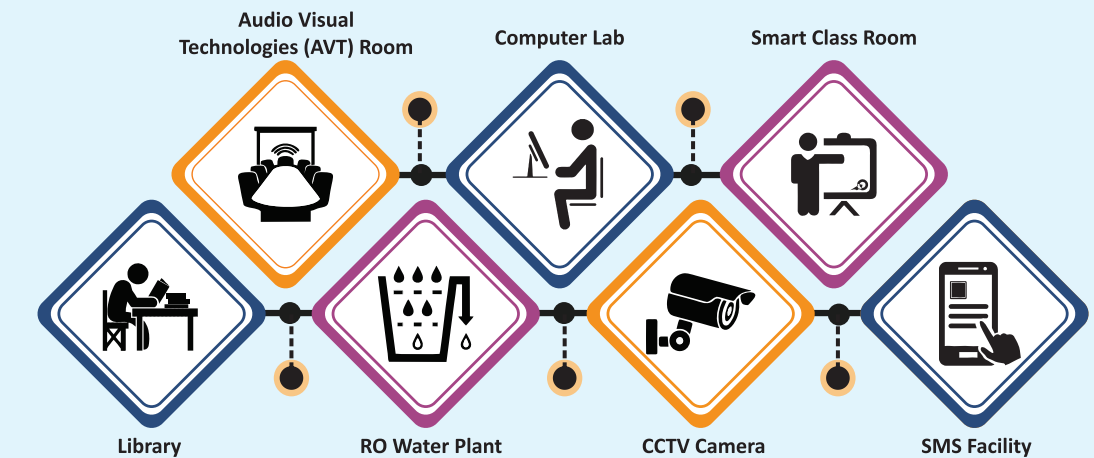 Audio Visual
Technologies (AVT) Room
Computer Lab
Smart Class Room
Library
RO Water Plant
CCTV Camera
SMS Facility